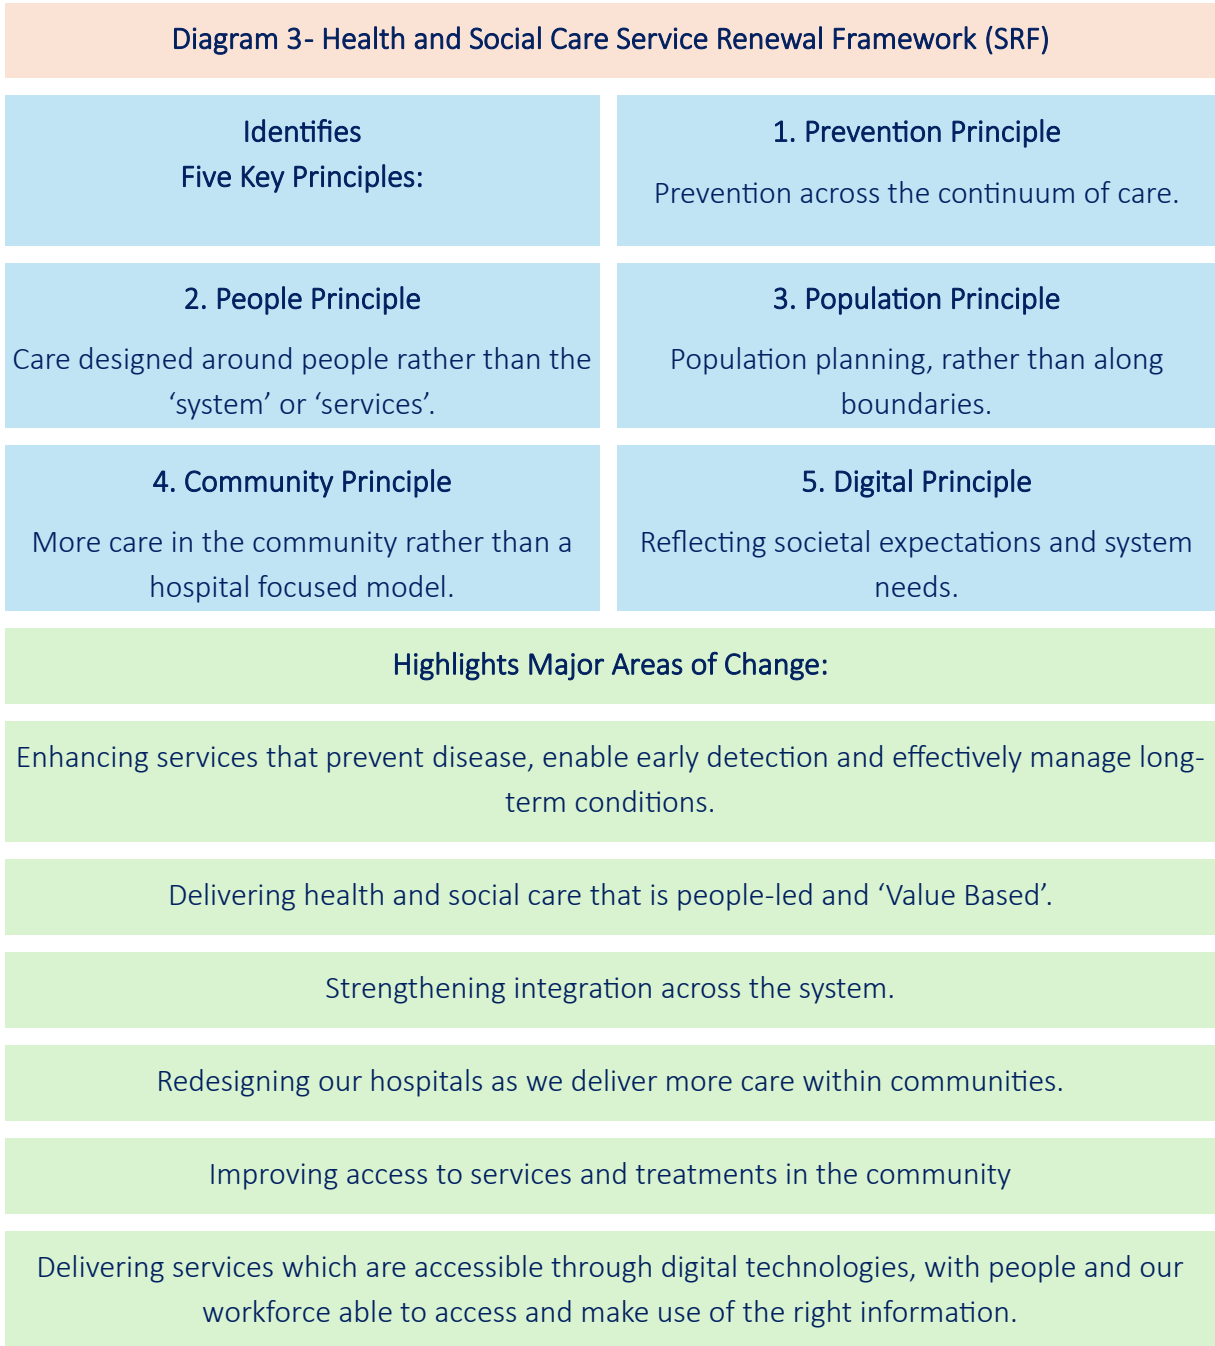 Diagram 3- Health and Social Care Service Renewal Framework (SRF)
Identifies
Five Key Principles:
1. Prevention Principle
Prevention across the continuum of care.
2. People Principle
Care designed around people rather than the
‘system’ or ‘services’.
3. Population Principle
Population planning, rather than along
boundaries.
4. Community Principle
More care in the community rather than a
hospital focused model.
5. Digital Principle
Reflecting societal expectations and system
needs.
Highlights Major Areas of Change:
Enhancing services that prevent disease, enable early detection and effectively manage long-
term conditions.
Delivering health and social care that is people-led and ‘Value Based’.
Strengthening integration across the system.
Redesigning our hospitals as we deliver more care within communities.
Improving access to services and treatments in the community
Delivering services which are accessible through digital technologies, with people and our
workforce able to access and make use of the right information.